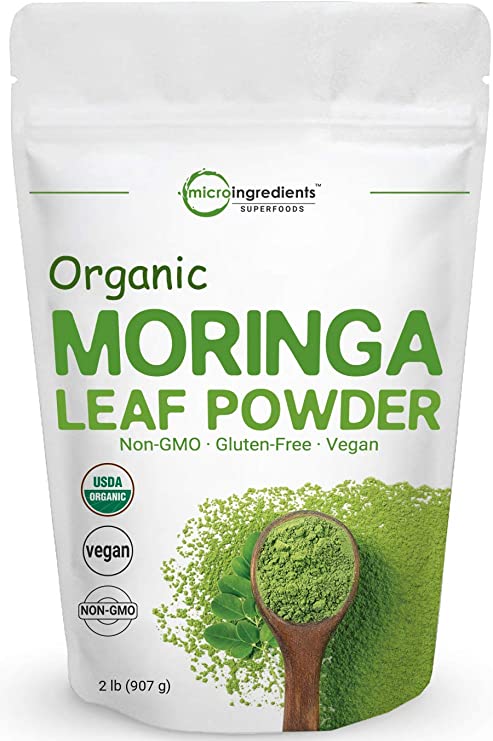 microingredients™
SUPERFOODS
Organic
MORINGA
LEAF POWDER
Non-GMO · Gluten-Free · Vegan
USDA
ORGANIC
vegan
NON-GMO
2 lb (907 g)